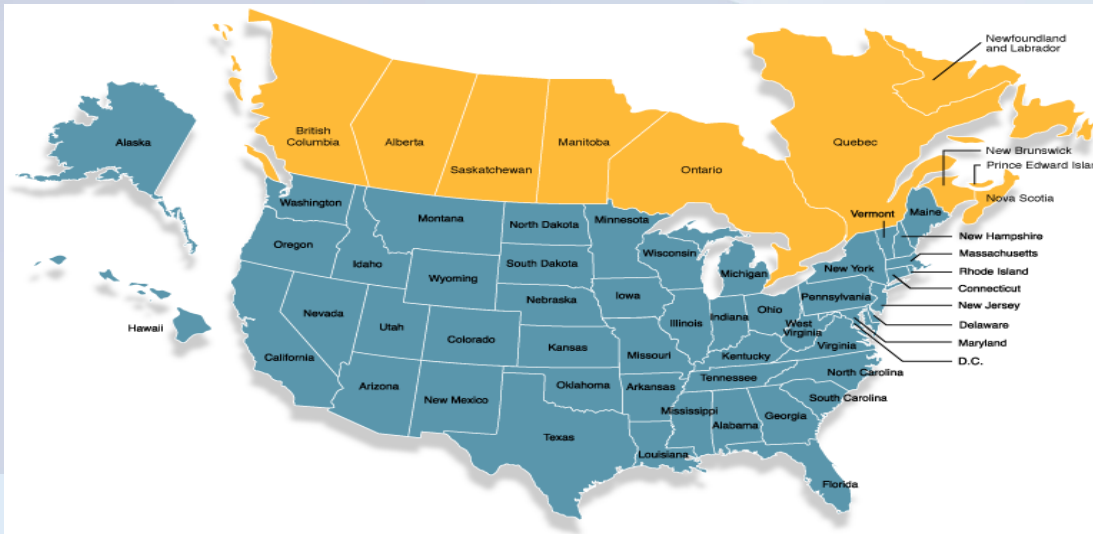 Newfoundland
and Labrador
British
Columbia
Alberta
Saskatchewan
Manitoba
Ontario
Quebec
New Brunswick
Prince Edward Islan
Nova Scotia
Alaska
Hawaii
Washington
Oregon
California
Nevada
Idaho
Montana
Wyoming
Utah
Colorado
Arizona
New Mexico
North Dakota
South Dakota
Nebraska
Kansas
Oklahoma
Texas
Minnesota
Iowa
Missouri
Arkansas
Louisiana
Wisconsin
Illinois
Michigan
Indiana
Ohio
Kentucky
Tennessee
Mississippi
Alabama
Georgia
Florida
South Carolina
North Carolina
Virginia
West
Virginia
Pennsylvania
New York
Vermont
Maine
New Hampshire
Massachusetts
Rhode Island
Connecticut
New Jersey
Delaware
Maryland
D.C.